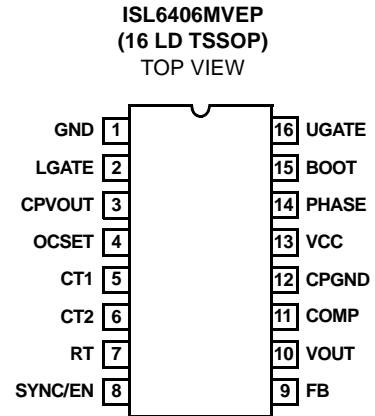 ISL6406MVEP
(16 LD TSSOP)
TOP VIEW
GND 1 16 UGATE
LGATE 2 15 BOOT
CPVOUT 3 14 PHASE
OCSET 4 13 VCC
CT1 5 12 CPGND
CT2 6 11 COMP
RT 7 10 VOUT
SYNC/EN 8 9 FB